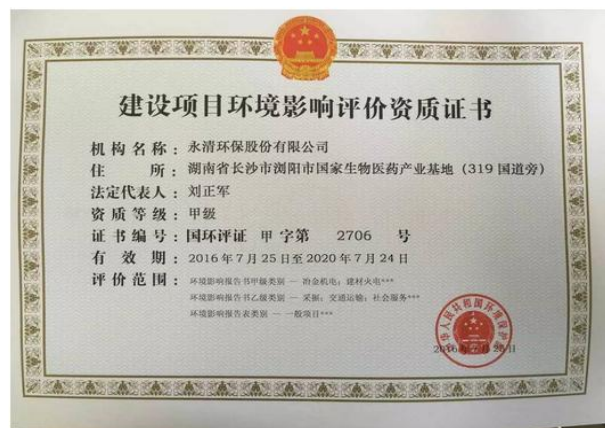 建设项目环境影响评价资质证书
机构名称：永清环保股份有限公司
住所：湖南省长沙市浏阳市国家生物医药产业基地（319国道旁）
法定代表人：刘正军
资质等级：甲级
证书编号：国环评证 甲 字第 2706 号
有效期：2016年7月25日至2020年7月24日
评价范围：环境影响报告书甲级类别 — 冶金机电；建材火电***
环境影响报告书乙级类别 — 采掘；交通运输；社会服务***
环境影响报告表类别 — 一般项目***